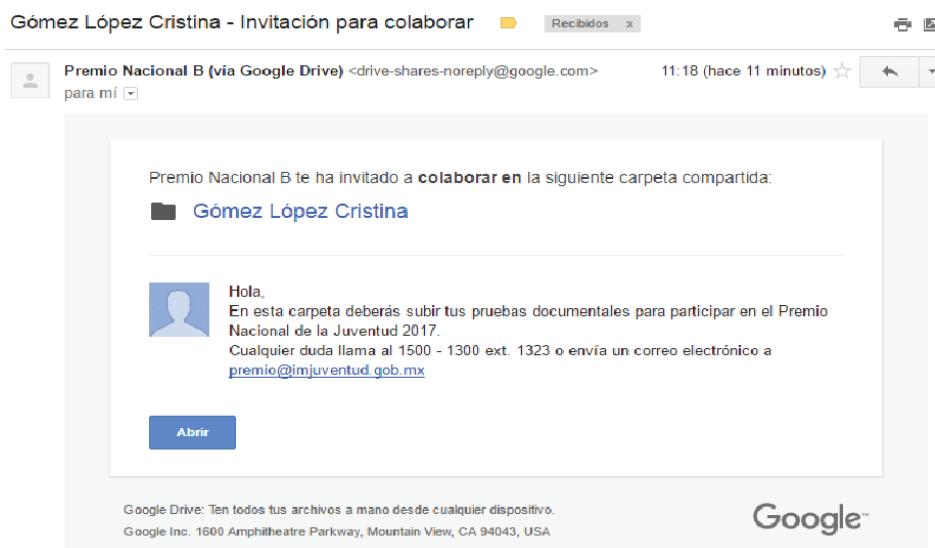 Gómez López Cristina - Invitación para colaborar
Recibidos x
Premio Nacional B (vía Google Drive) <drive-shares-noreply@google.com>
11:18 (hace 11 minutos)
para mí
Premio Nacional B te ha invitado a colaborar en la siguiente carpeta compartida:
Gómez López Cristina
Hola,
En esta carpeta deberás subir tus pruebas documentales para participar en el Premio
Nacional de la Juventud 2017.
Cualquier duda llama al 1500 - 1300 ext. 1323 o envía un correo electrónico a
premio@imjuventud.gob.mx
Abrir
Google Drive: Ten todos tus archivos a mano desde cualquier dispositivo.
Google Inc. 1600 Amphitheatre Parkway, Mountain View, CA 94043, USA
Google™